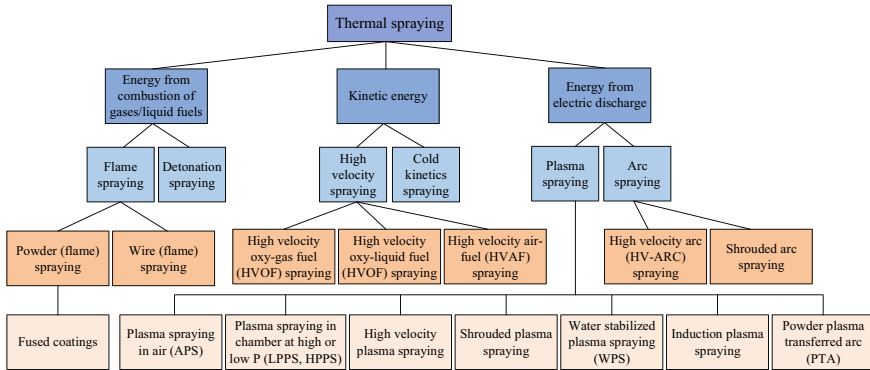 Thermal spraying
Energy from
combustion of
gases/liquid fuels
Kinetic energy
Energy from
electric discharge
Flame
spraying
Detonation
spraying
High
velocity
spraying
Cold
kinetics
spraying
Plasma
spraying
Arc
spraying
Powder (flame)
spraying
Wire (flame)
spraying
High velocity
oxy-gas fuel
(HVOF) spraying
High velocity
oxy-liquid fuel
(HVOF) spraying
High velocity air-
fuel (HVAF)
spraying
High velocity arc
(HV-ARC)
spraying
Shrouded arc
spraying
Fused coatings
Plasma spraying
in air (APS)
Plasma spraying in
chamber at high or
low P (LPPS, HPPS)
High velocity
plasma spraying
Shrouded plasma
spraying
Water stabilized
plasma spraying
(WPS)
Induction plasma
spraying
Powder plasma
transferred arc
(PTA)